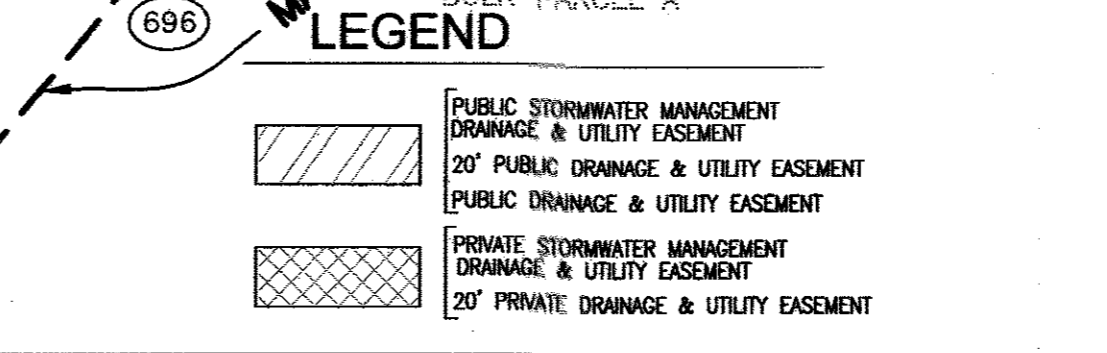 696
LEGEND
PUBLIC STORMWATER MANAGEMENT
DRAINAGE & UTILITY EASEMENT
20' PUBLIC DRAINAGE & UTILITY EASEMENT
PUBLIC DRAINAGE & UTILITY EASEMENT
PRIVATE STORMWATER MANAGEMENT
DRAINAGE & UTILITY EASEMENT
20' PRIVATE DRAINAGE & UTILITY EASEMENT